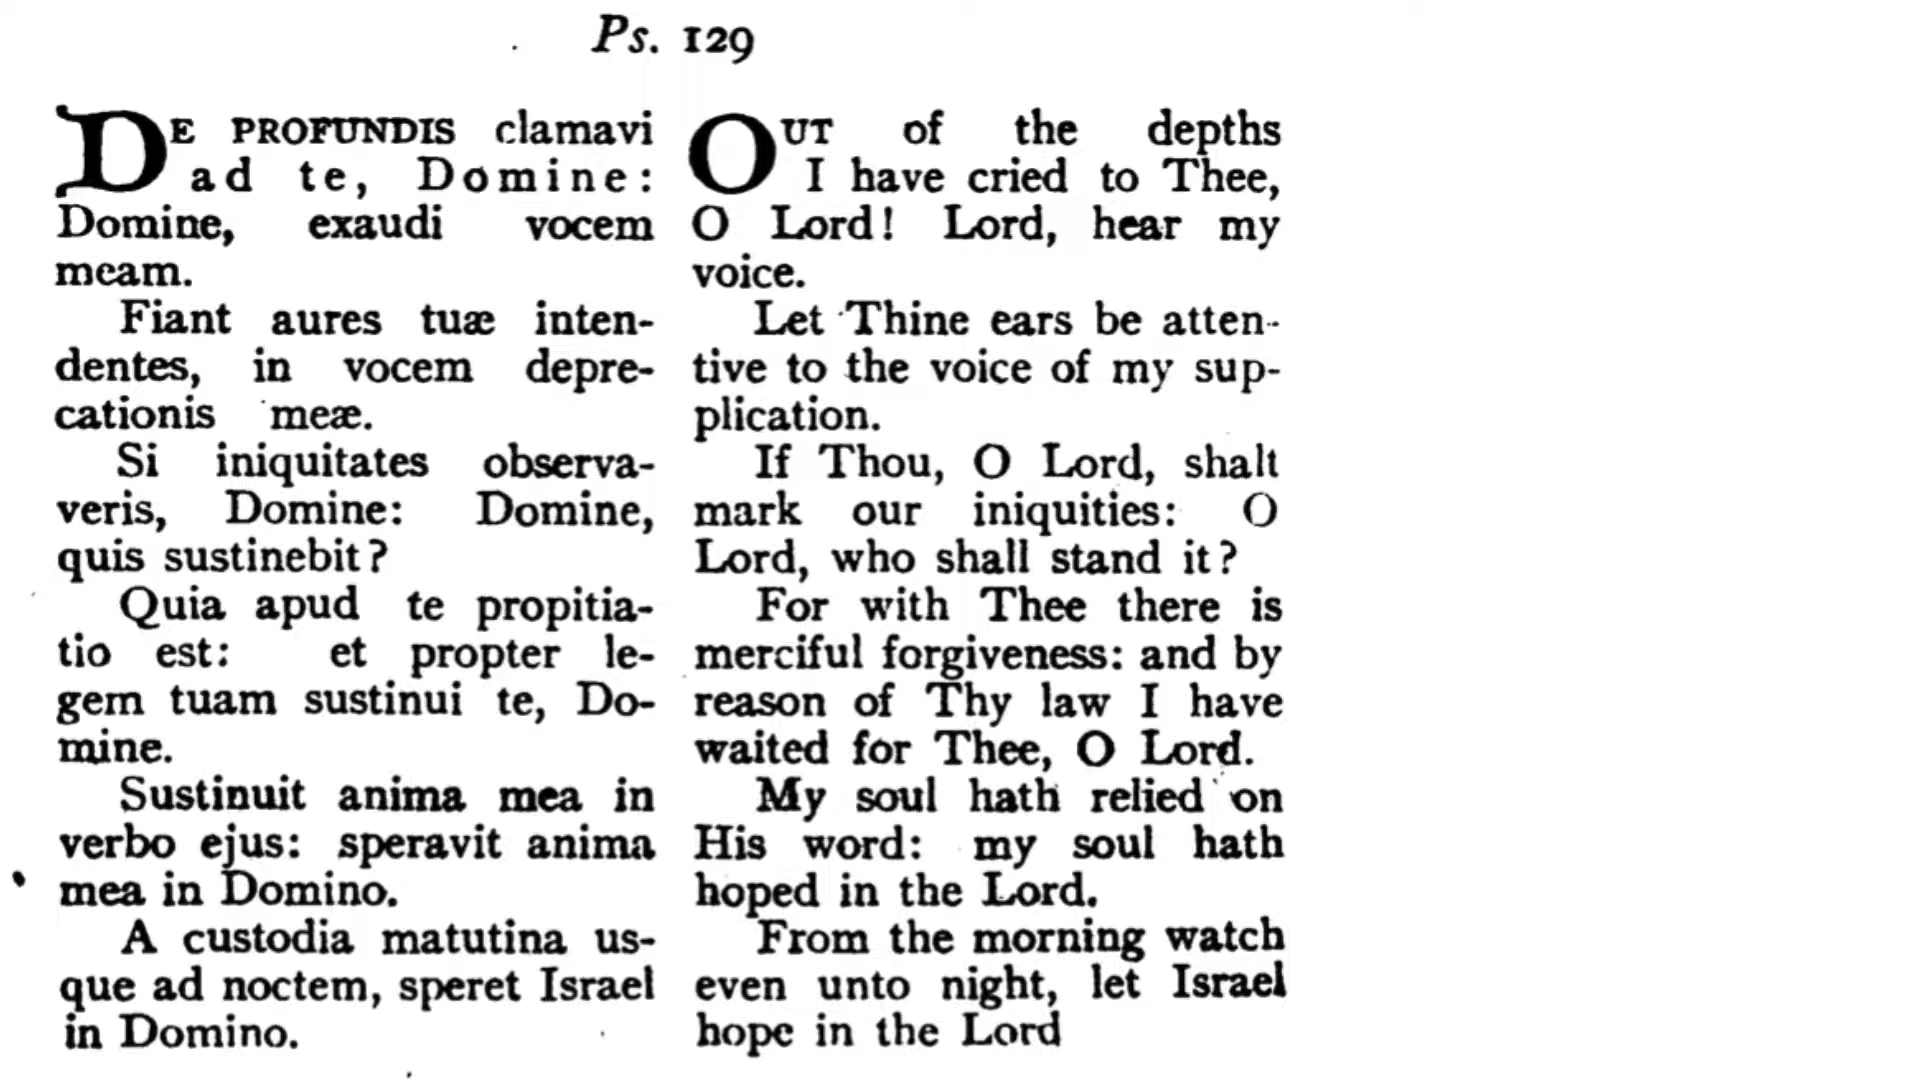 Ps. 129
DE PROFUNDIS clamavi
ad te, Domine:
Domine, exaudi vocem
meam.
Fiant aures tuæ inten-
dentes, in vocem depre-
cationis meæ.
Si iniquitates observa-
veris, Domine: Domine,
quis sustinebit?
Quia apud te propitia-
tio est: et propter le-
gem tuam sustinui te, Do-
mine.
Sustinuit anima mea in
verbo ejus: speravit anima
mea in Domino.
A custodia matutina us-
que ad noctem, speret Israel
in Domino.
OUT of the depths
I have cried to Thee,
O Lord! Lord, hear my
voice.
Let Thine ears be atten-
tive to the voice of my sup-
plication.
If Thou, O Lord, shalt
mark our iniquities: O
Lord, who shall stand it?
For with Thee there is
merciful forgiveness: and by
reason of Thy law I have
waited for Thee, O Lord.
My soul hath relied on
His word: my soul hath
hoped in the Lord.
From the morning watch
even unto night, let Israel
hope in the Lord